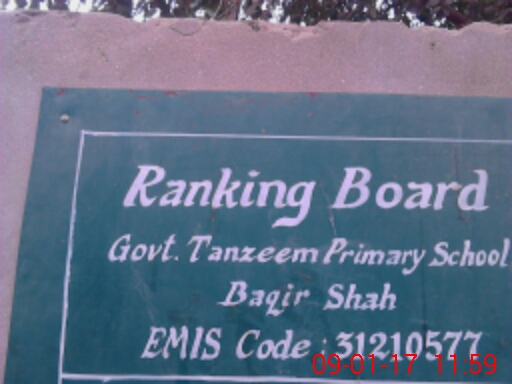 Ranking Board
Govt. Tanzeem Primary School
Baqir Shah
EMIS Code : 31210577
09-01-17 11:59